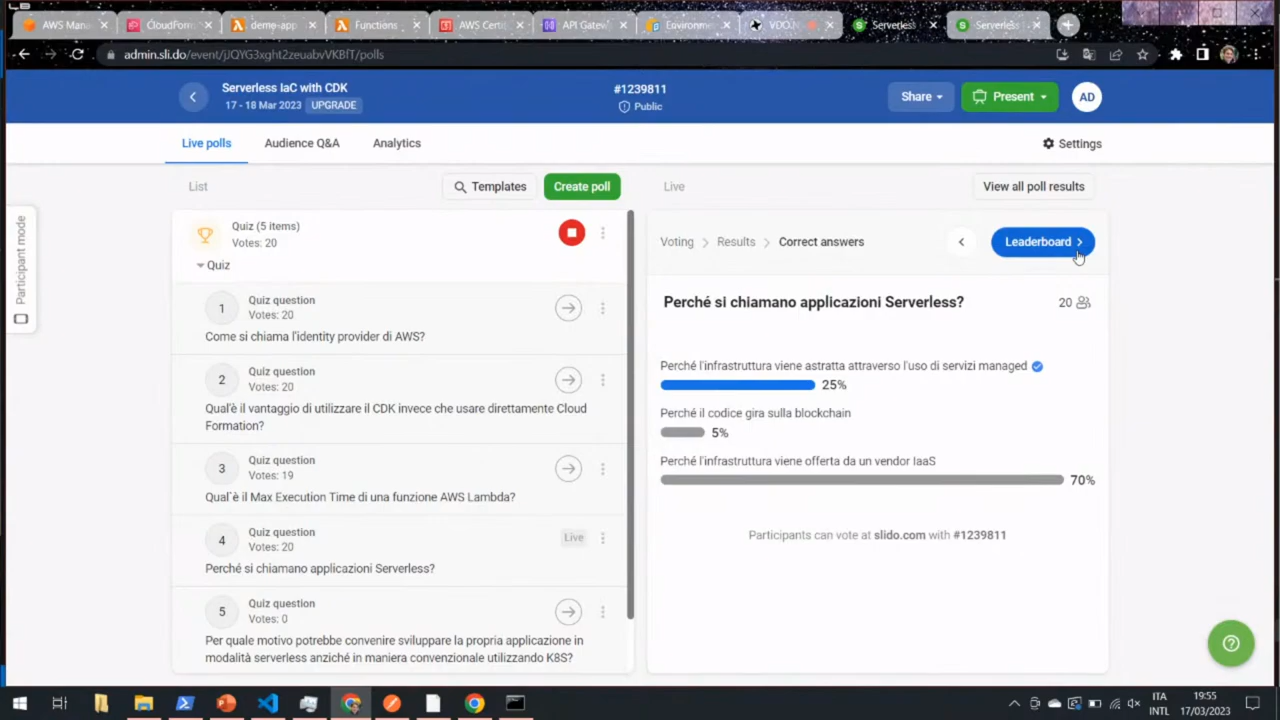 AWS Man
CloudForm
demo-app
Functions
AWS Certi
API Gatew
Environme
VDO.N
Serverless
Serverless
admin.sli.do/event/jJQYG3xght2zeuabvVKBfT/polls
Serverless IaC with CDK
17 - 18 Mar 2023 UPGRADE
#1239811
Public
Share
Present
AD
Live polls
Audience Q&A
Analytics
Settings
Participant mode
List
Templates
Create poll
Live
View all poll results
Quiz (5 items)
Votes: 20
Quiz
1
Quiz question
Votes: 20
Come si chiama l'identity provider di AWS?
2
Quiz question
Votes: 20
Qual'è il vantaggio di utilizzare il CDK invece che usare direttamente Cloud
Formation?
3
Quiz question
Votes: 19
Qual`è il Max Execution Time di una funzione AWS Lambda?
4
Quiz question
Votes: 20
Live
Perché si chiamano applicazioni Serverless?
5
Quiz question
Votes: 0
Per quale motivo potrebbe convenire sviluppare la propria applicazione in
modalità serverless anziché in maniera convenzionale utilizzando K8S?
Voting > Results > Correct answers
Leaderboard
Perché si chiamano applicazioni Serverless?
20
Perché l'infrastruttura viene astratta attraverso l'uso di servizi managed
25%
Perché il codice gira sulla blockchain
5%
Perché l'infrastruttura viene offerta da un vendor IaaS
70%
Participants can vote at slido.com with #1239811
ITA
INTL
19:55
17/03/2023